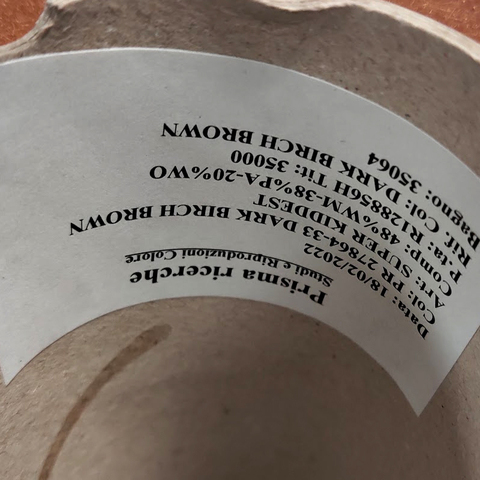 Prisma ricerche
Studi e Riproduzioni Colore
Data: 18/02/2022
Col: PR 27864-33 DARK BIRCH BROWN
Art: SUPER KIDDEST
Comp: 48%WM-38%PA-20%WO
P.ta: R1288856H Tit: 35000
Rif. Col: DARK BIRCH BROWN
Bagno: 35064